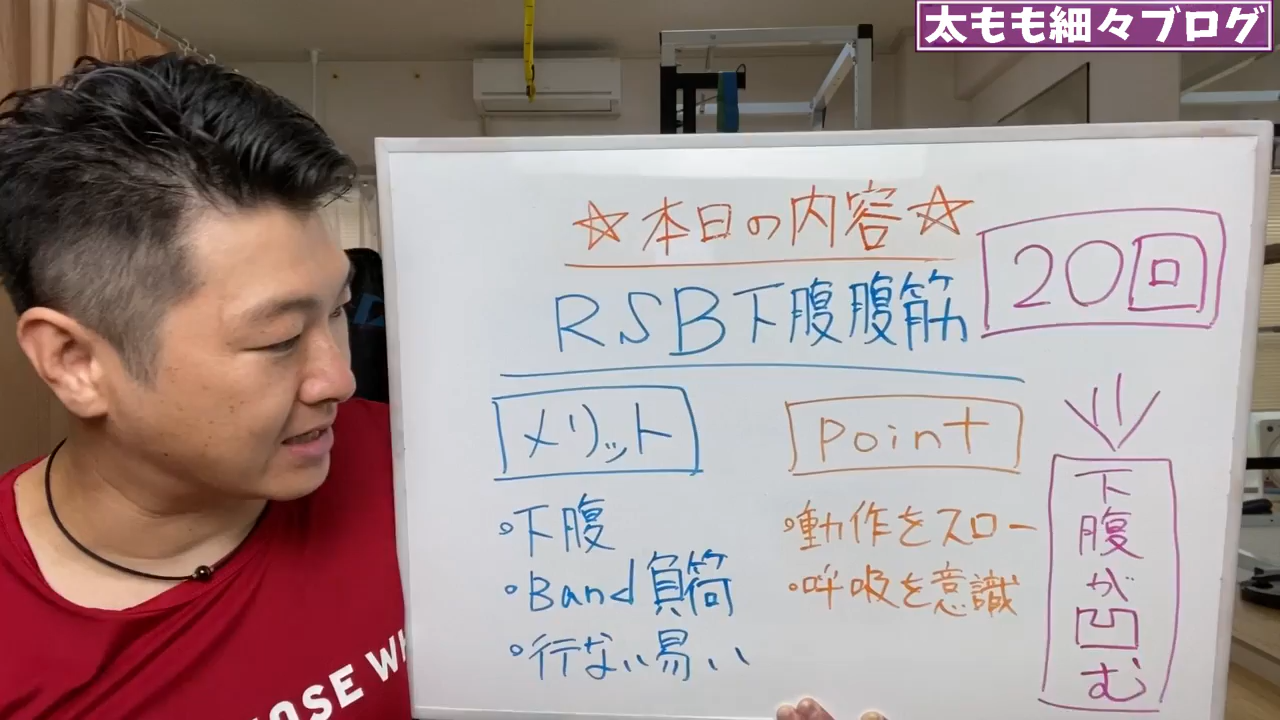 太もも細々ブログ
☆本日の内容☆
RSB下腹腹筋
20回
メリット
・下腹
・Band負荷
・行ない易い
Point
・動作をスロー
・呼吸を意識
下腹が凹む
OSE WH